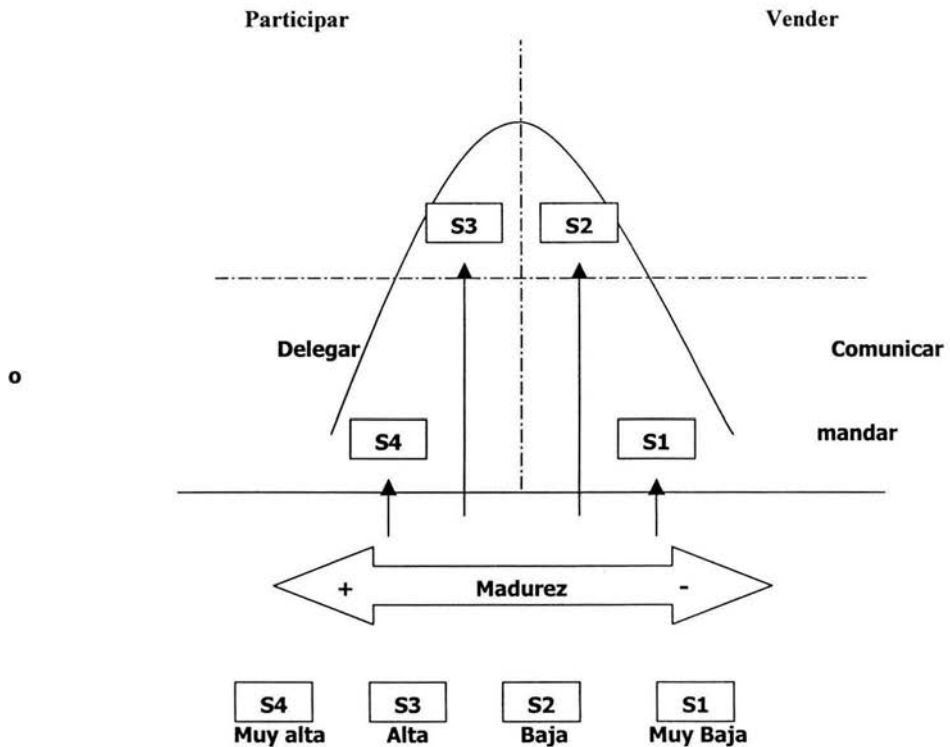 Participar Vender
S3 S2
Delegar Comunicar
o
S4 S1 mandar
+ Madurez -
S4 S3 S2 S1
Muy alta Alta Baja Muy Baja